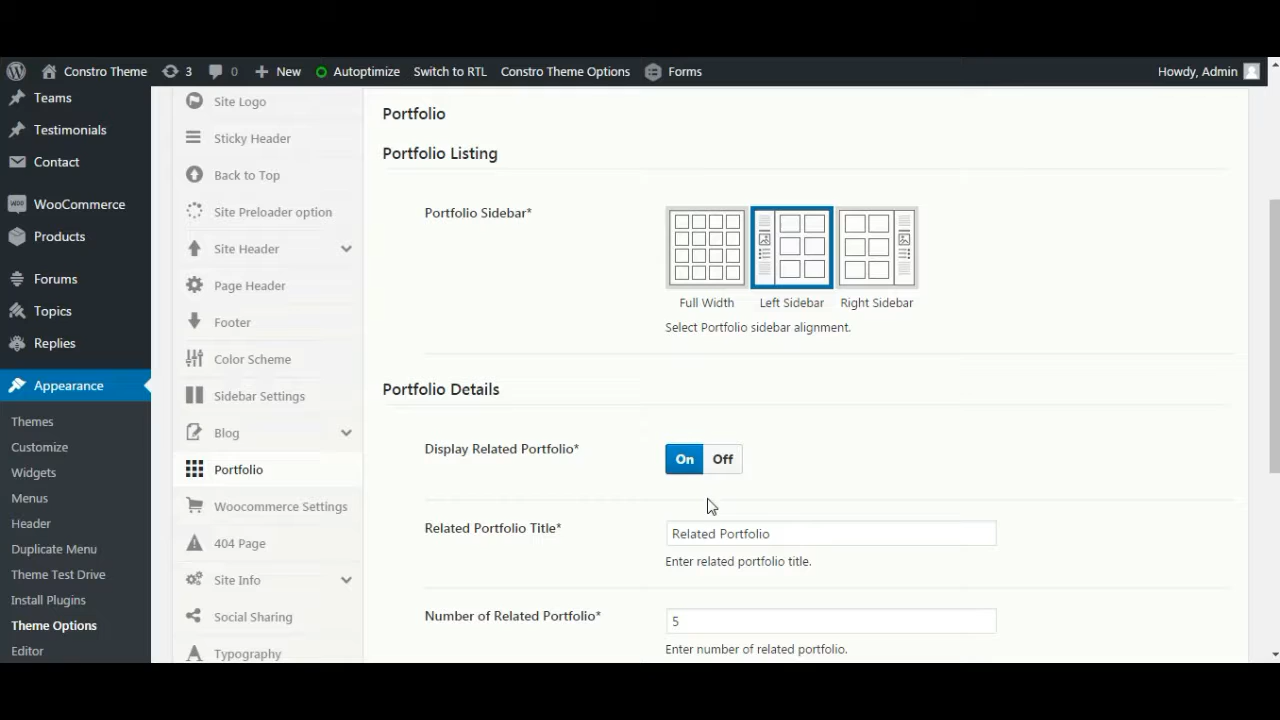 Constro Theme 3 0 New Autoptimize Switch to RTL Constro Theme Options Forms Howdy, Admin
Teams
Testimonials
Contact
WOO WooCommerce
Products
Forums
Topics
Replies
Appearance
Themes
Customize
Widgets
Menus
Header
Duplicate Menu
Theme Test Drive
Install Plugins
Theme Options
Editor
Site Logo
Sticky Header
Back to Top
Site Preloader option
Site Header
Page Header
Footer
Color Scheme
Sidebar Settings
Blog
Portfolio
Woocommerce Settings
404 Page
Site Info
Social Sharing
Typography
Portfolio
Portfolio Listing
Portfolio Sidebar*
Full Width Left Sidebar Right Sidebar
Select Portfolio sidebar alignment.
Portfolio Details
Display Related Portfolio*
On Off
Related Portfolio Title*
Related Portfolio
Enter related portfolio title.
Number of Related Portfolio*
5
Enter number of related portfolio.